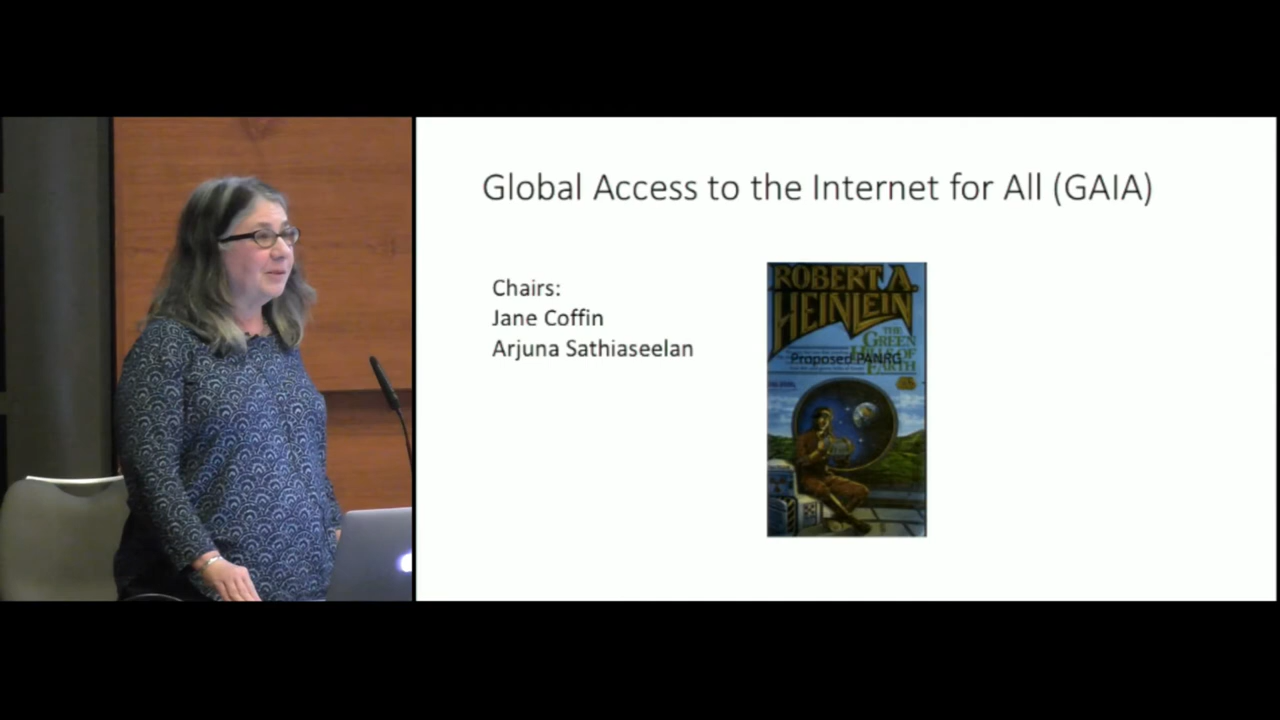 Global Access to the Internet for All (GAIA)
Chairs:
Jane Coffin
Arjuna Sathiaseelan
ROBERT A.
HEINLEIN
THE
GREEN
HILLS OF
EARTH
Proposed PANRG